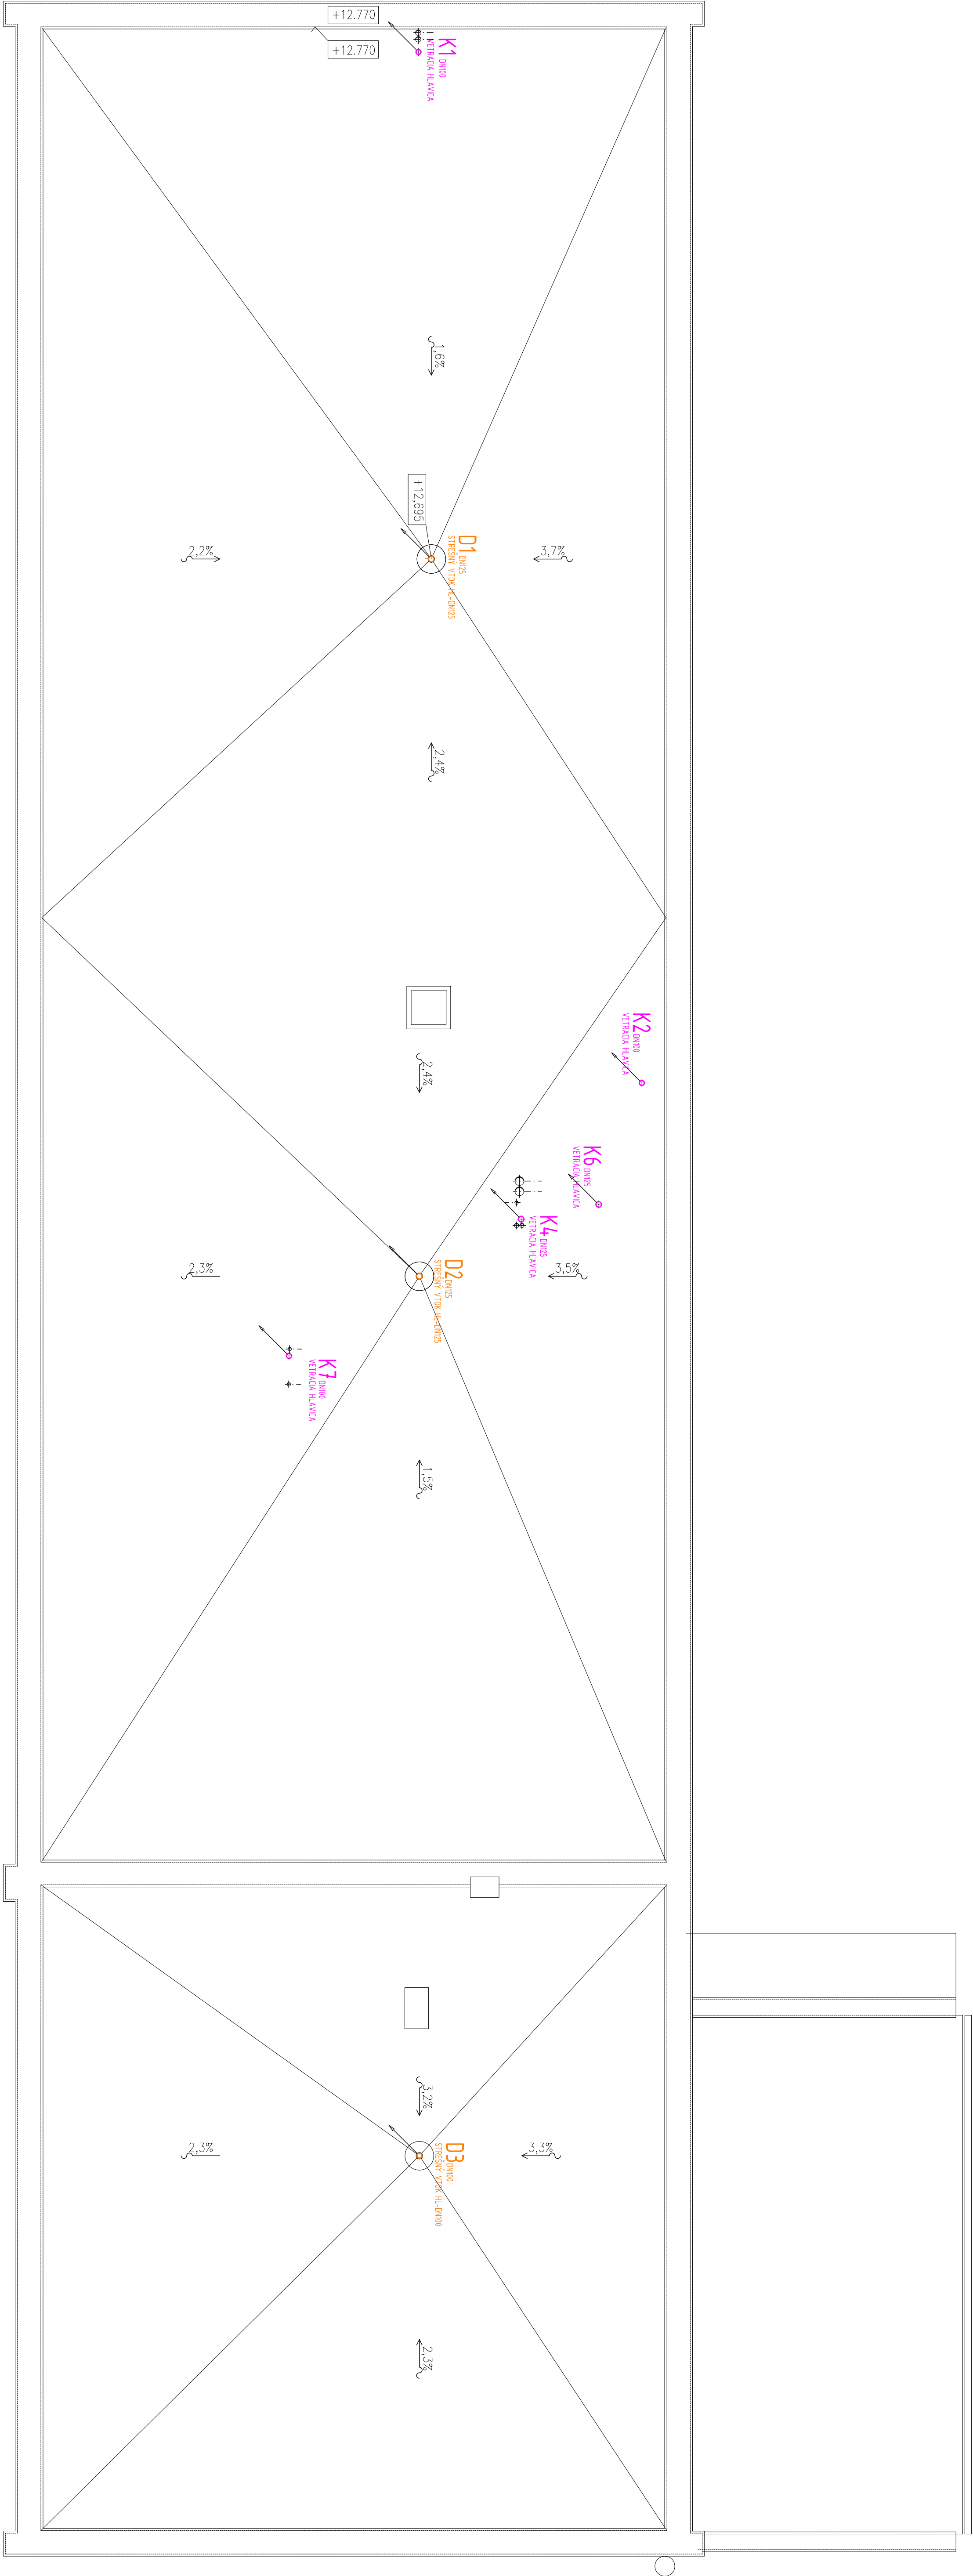 +12.770
+12.770
K1 DN100
VETRACIA HLAVICA
1,6%
+12,695
D1 DN125
STREŠNÝ VTOK HL-DN125
2,2%
3,7%
2,4%
K2 DN100
VETRACIA HLAVICA
2,4%
K6 DN125
VETRACIA HLAVICA
K4 DN125
VETRACIA HLAVICA
D2 DN125
STREŠNÝ VTOK HL-DN125
2,3%
3,5%
K7 DN100
VETRACIA HLAVICA
1,5%
3,2%
D3 DN100
STREŠNÝ VTOK HL-DN100
2,3%
3,3%
2,3%